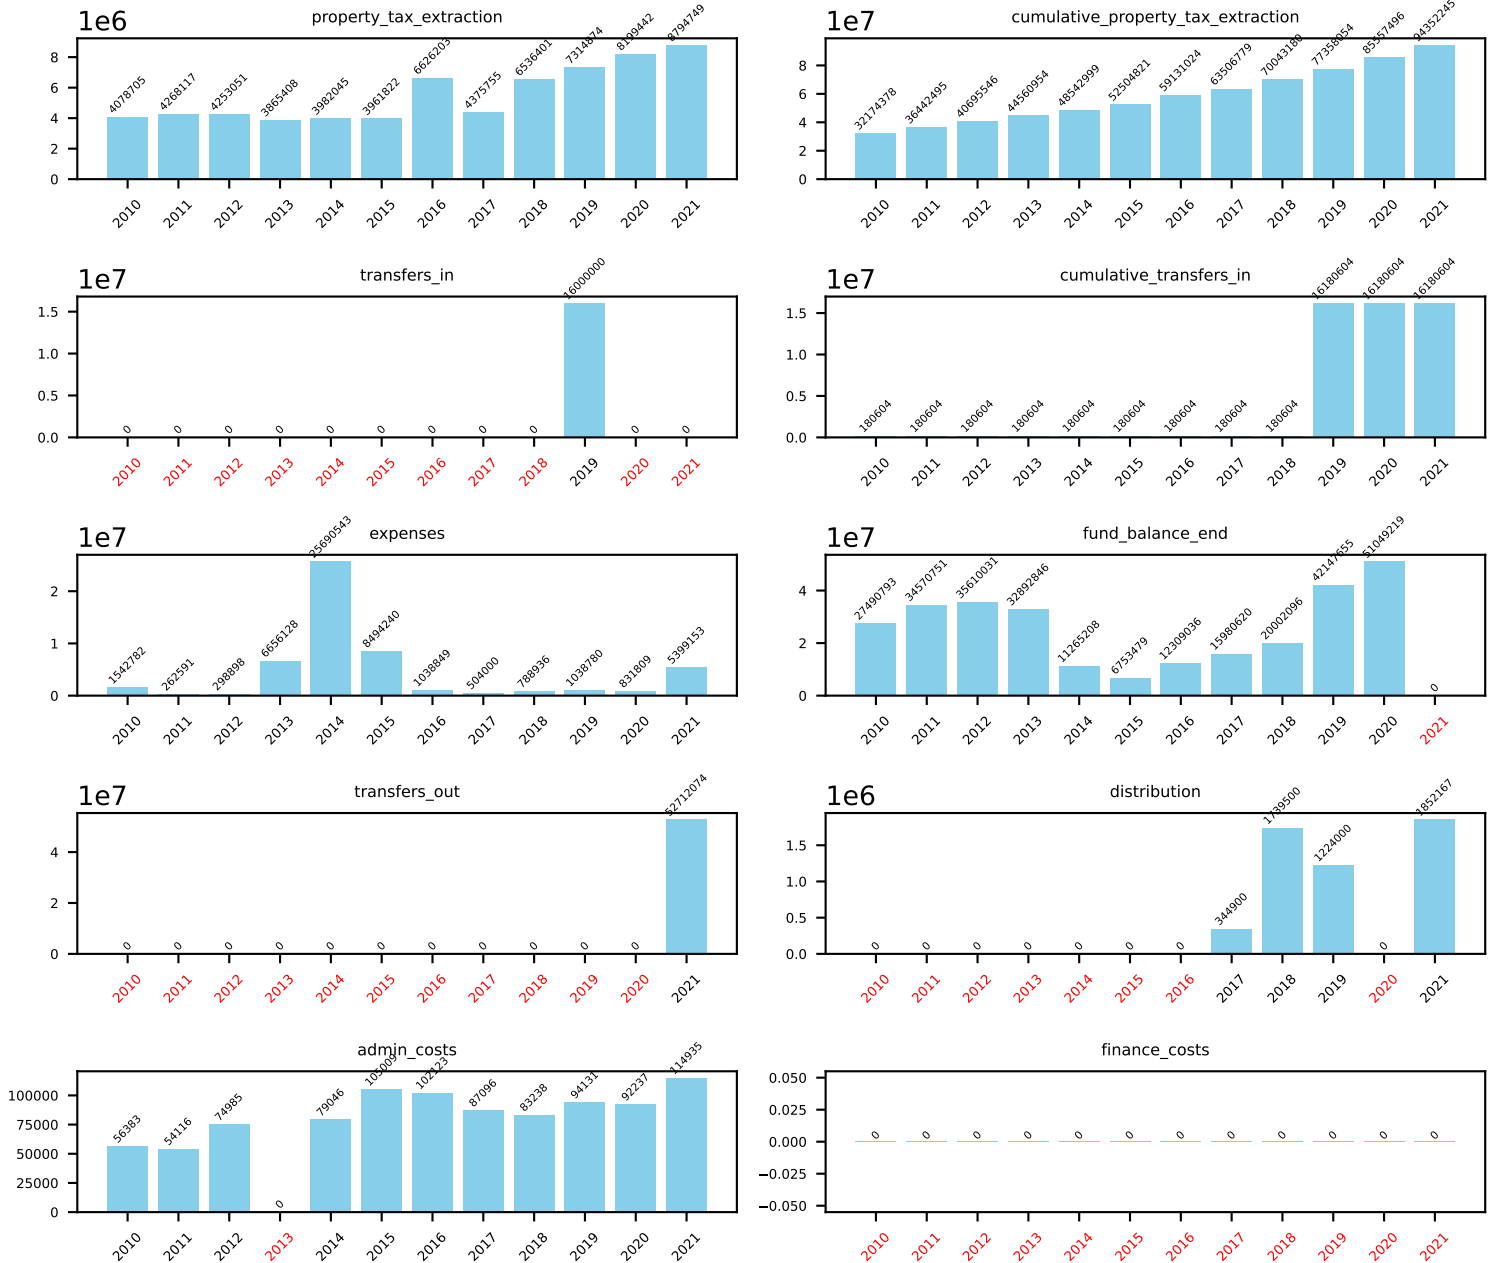 property_tax_extraction
1e6
4078705 4268117 4253051 3865408 3982045 3961822 6626203 4375755 6536401 7314874 8199442 8794749
8
6
4
2
0
2010 2011 2012 2013 2014 2015 2016 2017 2018 2019 2020 2021
cumulative_property_tax_extraction
1e7
32174378 36442495 40695546 44560954 48542999 52504821 59131024 63506779 70043180 77358054 85557496 94352245
8
6
4
2
0
2010 2011 2012 2013 2014 2015 2016 2017 2018 2019 2020 2021
transfers_in
1e7
0 0 0 0 0 0 0 0 0 16000000 0 0
1.5
1.0
0.5
0.0
2010 2011 2012 2013 2014 2015 2016 2017 2018 2019 2020 2021
cumulative_transfers_in
1e7
180604 180604 180604 180604 180604 180604 180604 180604 180604 16180604 16180604 16180604
1.5
1.0
0.5
0.0
2010 2011 2012 2013 2014 2015 2016 2017 2018 2019 2020 2021
expenses
1e7
1542782 262591 298898 6656128 25690543 8494240 1098849 504000 788936 1038780 831809 5399153
2
1
0
2010 2011 2012 2013 2014 2015 2016 2017 2018 2019 2020 2021
fund_balance_end
1e7
27490793 34570751 35610031 32892846 11265208 6753479 12309036 15980620 20002096 42147655 51049219 0
4
2
0
2010 2011 2012 2013 2014 2015 2016 2017 2018 2019 2020 2021
transfers_out
1e7
0 0 0 0 0 0 0 0 0 0 0 52712074
4
2
0
2010 2011 2012 2013 2014 2015 2016 2017 2018 2019 2020 2021
distribution
1e6
0 0 0 0 0 0 0 344900 1739500 1224000 0 1852167
1.5
1.0
0.5
0.0
2010 2011 2012 2013 2014 2015 2016 2017 2018 2019 2020 2021
admin_costs
56383 54116 74985 0 79046 105009 102123 87096 83238 94131 92237 114935
100000
75000
50000
25000
0
2010 2011 2012 2013 2014 2015 2016 2017 2018 2019 2020 2021
finance_costs
0.050
0.025
0.000
−0.025
−0.050
0 0 0 0 0 0 0 0 0 0 0 0
2010 2011 2012 2013 2014 2015 2016 2017 2018 2019 2020 2021